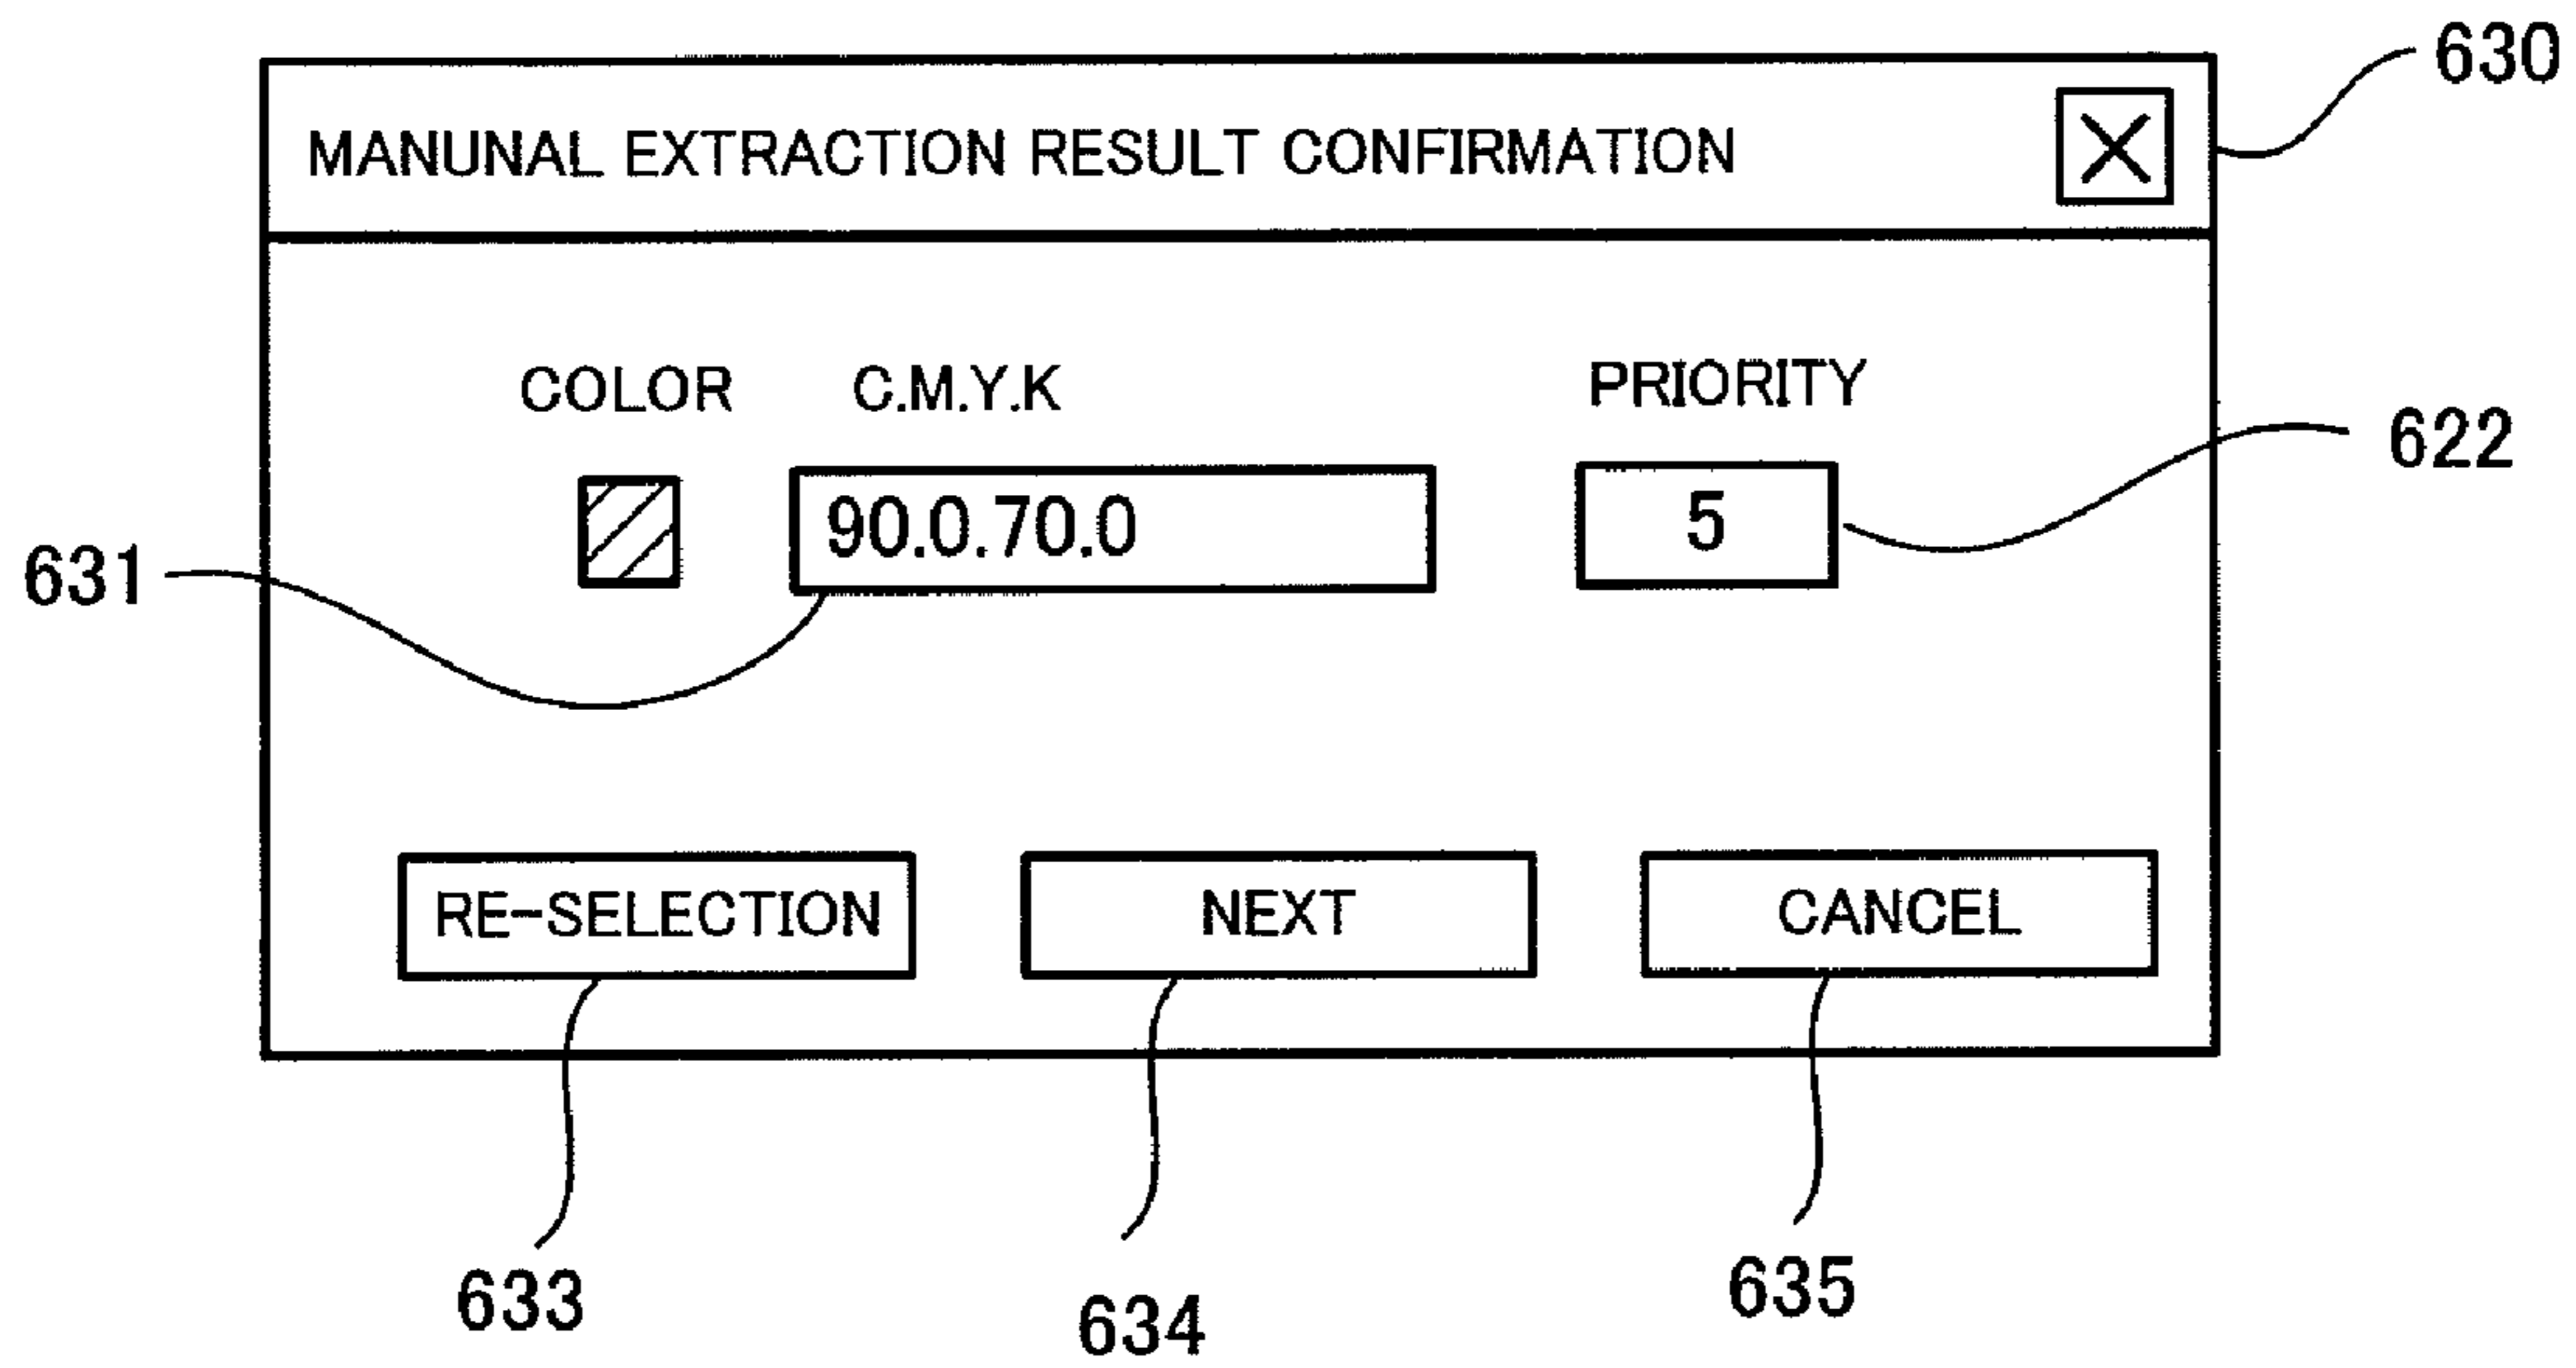 630
MANUNAL EXTRACTION RESULT CONFIRMATION
COLOR C.M.Y.K PRIORITY
622
90.0.70.0 5
631
RE-SELECTION NEXT CANCEL
633 634 635